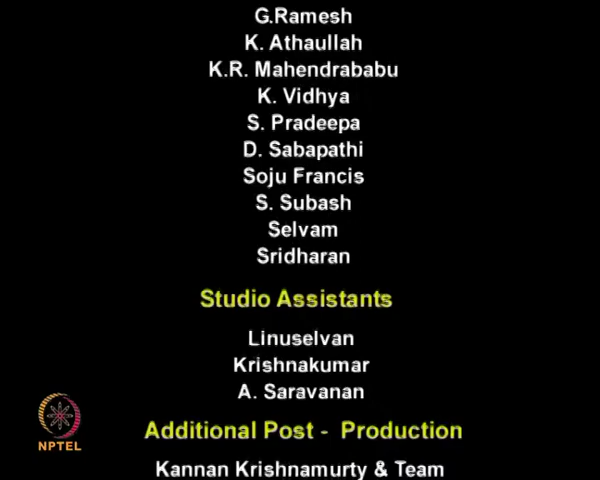 G.Ramesh
K. Athaullah
K.R. Mahendrababu
K. Vidhya
S. Pradeepa
D. Sabapathi
Soju Francis
S. Subash
Selvam
Sridharan
Studio Assistants
Linuselvan
Krishnakumar
A. Saravanan
Additional Post - Production
Kannan Krishnamurty & Team
NPTEL